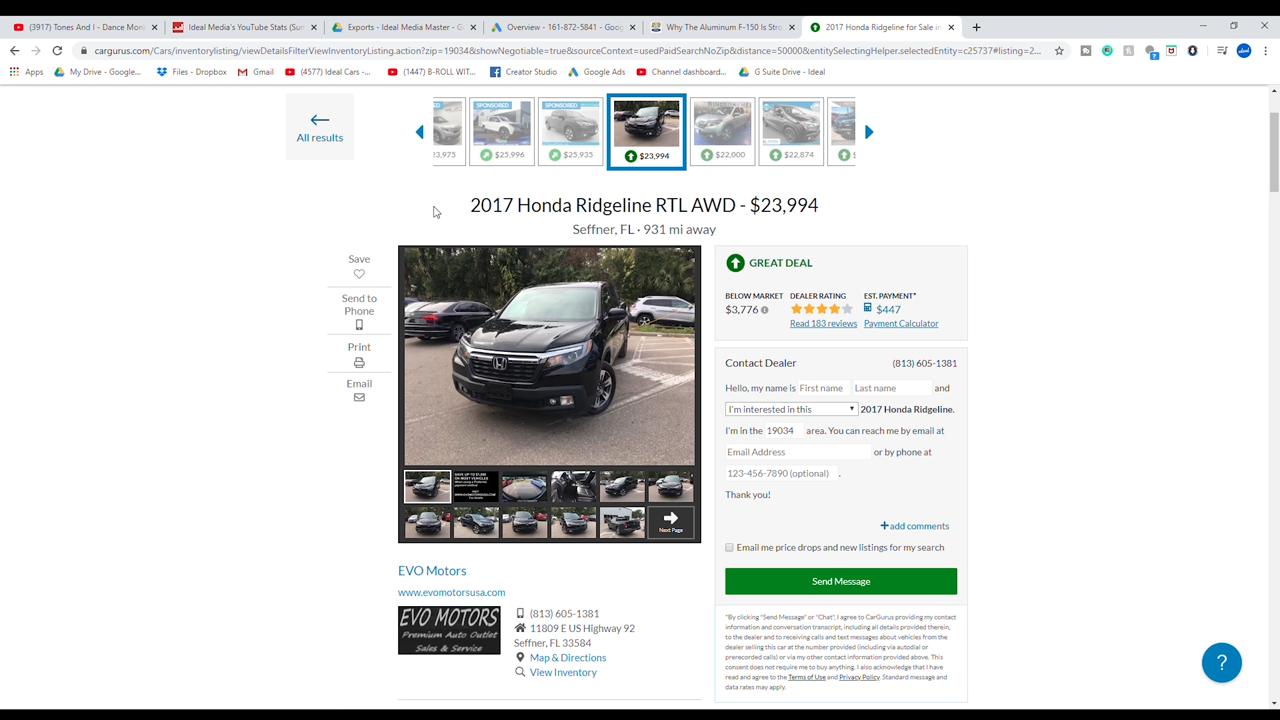 (3917) Tones And I - Dance Mon
Ideal Media's YouTube Stats (Sum
Exports - Ideal Media Master - G
Overview - 161-872-5841 - Goog
Why The Aluminum F-150 Is Stro
2017 Honda Ridgeline for Sale in
cargurus.com/Cars/inventorylisting/viewDetailsFilterViewInventoryListing.action?zip=19034&showNegotiable=true&sourceContext=usedPaidSearchNoZip&distance=50000&entitySelectingHelper.selectedEntity=c25737#listing=2...
Apps
My Drive - Google...
Files - Dropbox
Gmail
(4577) Ideal Cars -...
(1447) B-ROLL WIT...
Creator Studio
Google Ads
Channel dashboard...
G Suite Drive - Ideal
All results
SPONSORED
SPONSORED
$25,996
$25,935
$23,994
$22,000
$22,874
2017 Honda Ridgeline RTL AWD - $23,994
Seffner, FL · 931 mi away
Save
Send to
Phone
Print
Email
Next Page
GREAT DEAL
BELOW MARKET DEALER RATING EST. PAYMENT*
$3,776 $447
Read 183 reviews Payment Calculator
Contact Dealer (813) 605-1381
Hello, my name is First name Last name and
I'm interested in this 2017 Honda Ridgeline.
I'm in the 19034 area. You can reach me by email at
Email Address or by phone at
123-456-7890 (optional) .
Thank you!
+add comments
Email me price drops and new listings for my search
Send Message
"By clicking "Send Message" or "Chat", I agree to CarGurus providing my contact
information and conversation transcript, including all details provided therein,
to the dealer and to receiving calls and text messages about vehicles from the
dealer selling this car at the number provided (including via autodial or
prerecorded calls) or via my other contact information provided above. This
consent does not require me to buy anything. I also acknowledge that I have
read and agree to the Terms of Use and Privacy Policy. Standard message and
data rates may apply.
EVO Motors
www.evomotorsusa.com
EVO MOTORS
Premium Auto Outlet
Sales & Service
(813) 605-1381
11809 E US Highway 92
Seffner, FL 33584
Map & Directions
View Inventory
?